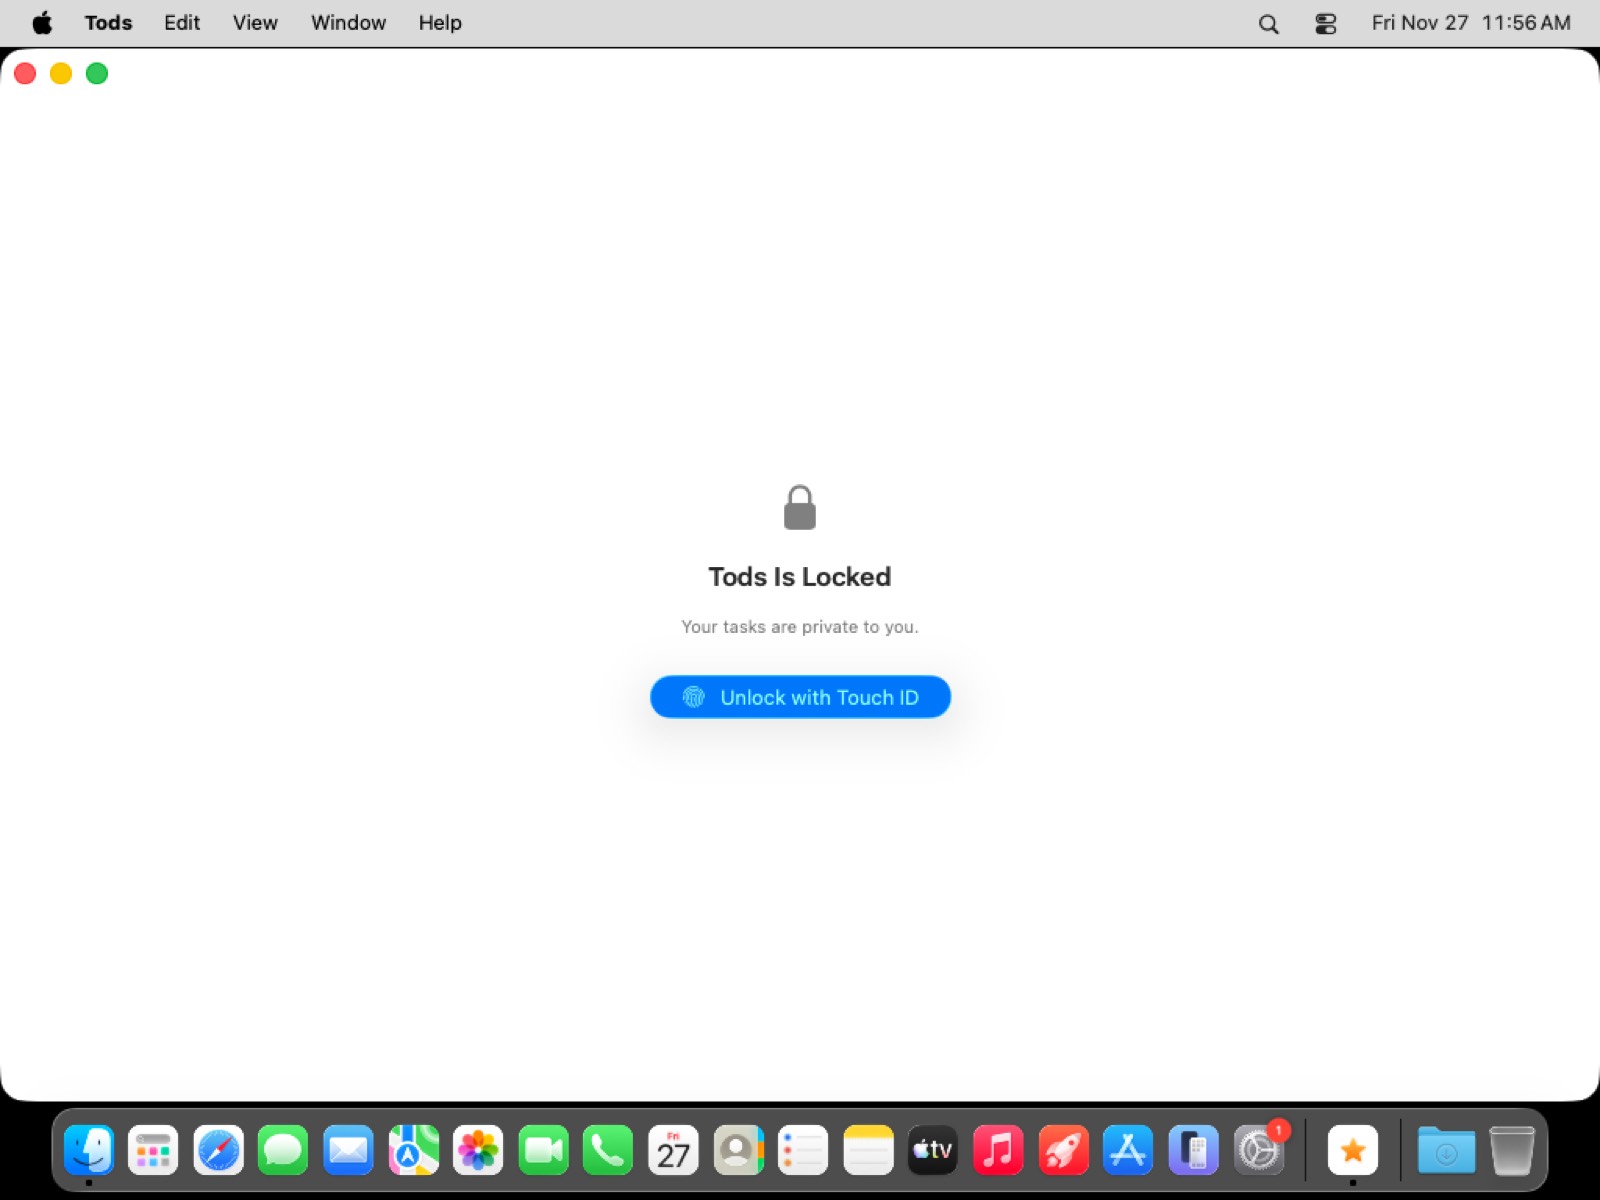 Tods Edit View Window Help Fri Nov 27 11:56 AM
Tods Is Locked
Your tasks are private to you.
Unlock with Touch ID
Fri
27
tv
1